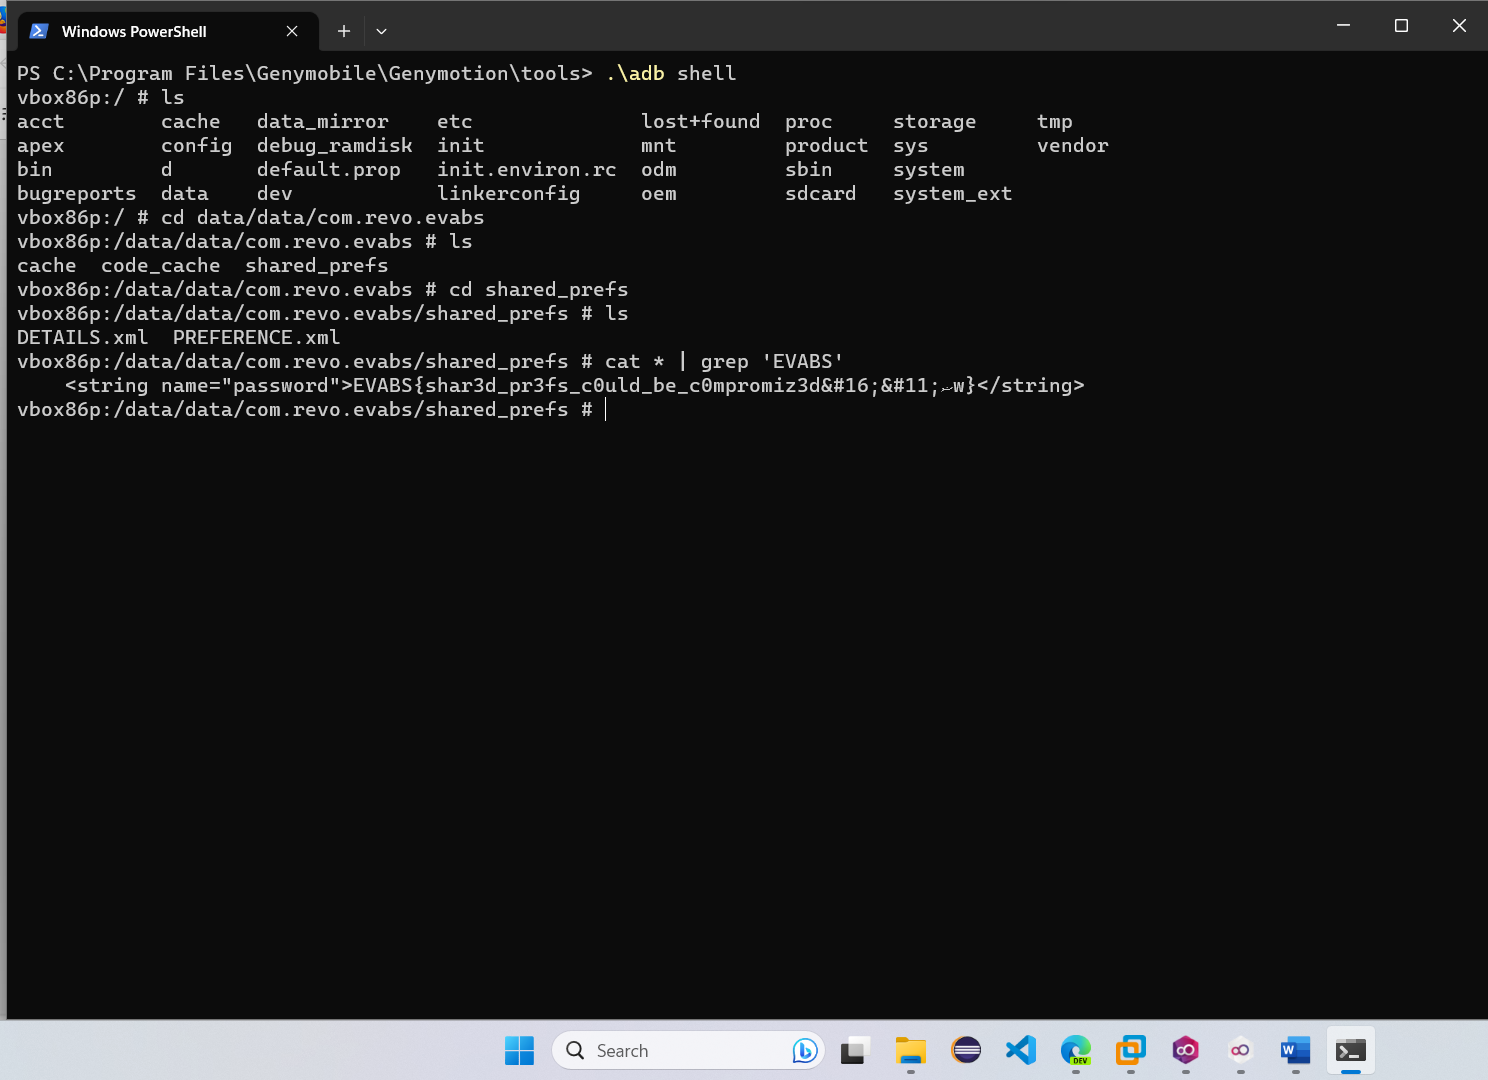 Windows PowerShell
PS C:\Program Files\Genymobile\Genymotion\tools> .\adb shell
vbox86p:/ # ls
acct cache data_mirror etc lost+found proc storage tmp
apex config debug_ramdisk init mnt product sys vendor
bin d default.prop init.environ.rc odm sbin system
bugreports data dev linkerconfig oem sdcard system_ext
vbox86p:/ # cd data/data/com.revo.evabs
vbox86p:/data/data/com.revo.evabs # ls
cache code_cache shared_prefs
vbox86p:/data/data/com.revo.evabs # cd shared_prefs
vbox86p:/data/data/com.revo.evabs/shared_prefs # ls
DETAILS.xml PREFERENCE.xml
vbox86p:/data/data/com.revo.evabs/shared_prefs # cat * | grep 'EVABS'
<string name="password">EVABS{shar3d_pr3fs_c0uld_be_c0mpromiz3d&#16;&#11;w}</string>
vbox86p:/data/data/com.revo.evabs/shared_prefs #
Search
DEV
W